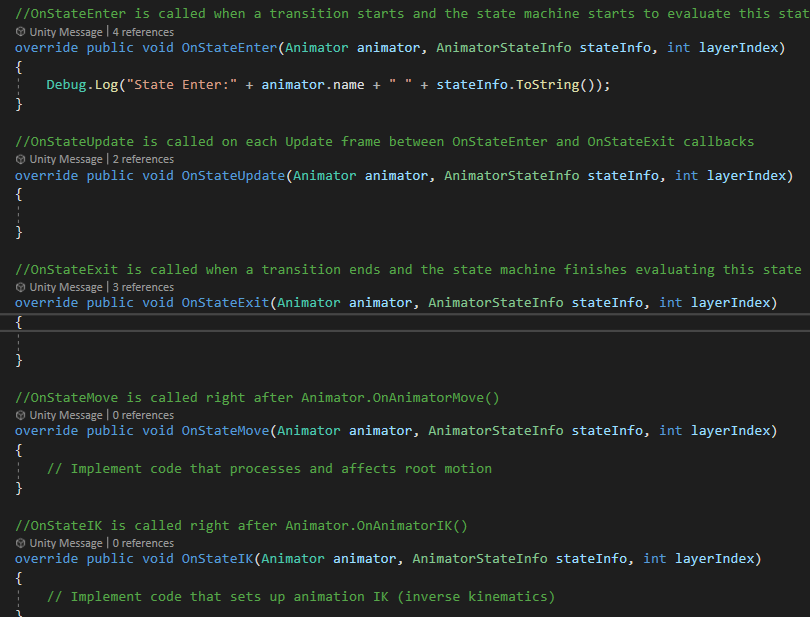 //OnStateEnter is called when a transition starts and the state machine starts to evaluate this stat
Unity Message | 4 references
override public void OnStateEnter(Animator animator, AnimatorStateInfo stateInfo, int layerIndex)
{
Debug.Log("State Enter:" + animator.name + " " + stateInfo.ToString());
}
//OnStateUpdate is called on each Update frame between OnStateEnter and OnStateExit callbacks
Unity Message | 2 references
override public void OnStateUpdate(Animator animator, AnimatorStateInfo stateInfo, int layerIndex)
{
}
//OnStateExit is called when a transition ends and the state machine finishes evaluating this state
Unity Message | 3 references
override public void OnStateExit(Animator animator, AnimatorStateInfo stateInfo, int layerIndex)
{
}
//OnStateMove is called right after Animator.OnAnimatorMove()
Unity Message | 0 references
override public void OnStateMove(Animator animator, AnimatorStateInfo stateInfo, int layerIndex)
{
// Implement code that processes and affects root motion
}
//OnStateIK is called right after Animator.OnAnimatorIK()
Unity Message | 0 references
override public void OnStateIK(Animator animator, AnimatorStateInfo stateInfo, int layerIndex)
{
// Implement code that sets up animation IK (inverse kinematics)
}